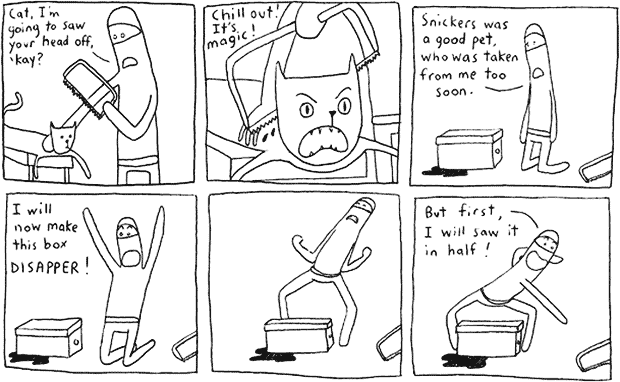 Cat, I'm
going to saw
your head off,
'kay?
Chill out!
It's
magic!
Snickers was
a good pet,
who was taken
from me too
soon.
I will
now make
this box
DISAPPER!
But first,
I will saw it
in half!